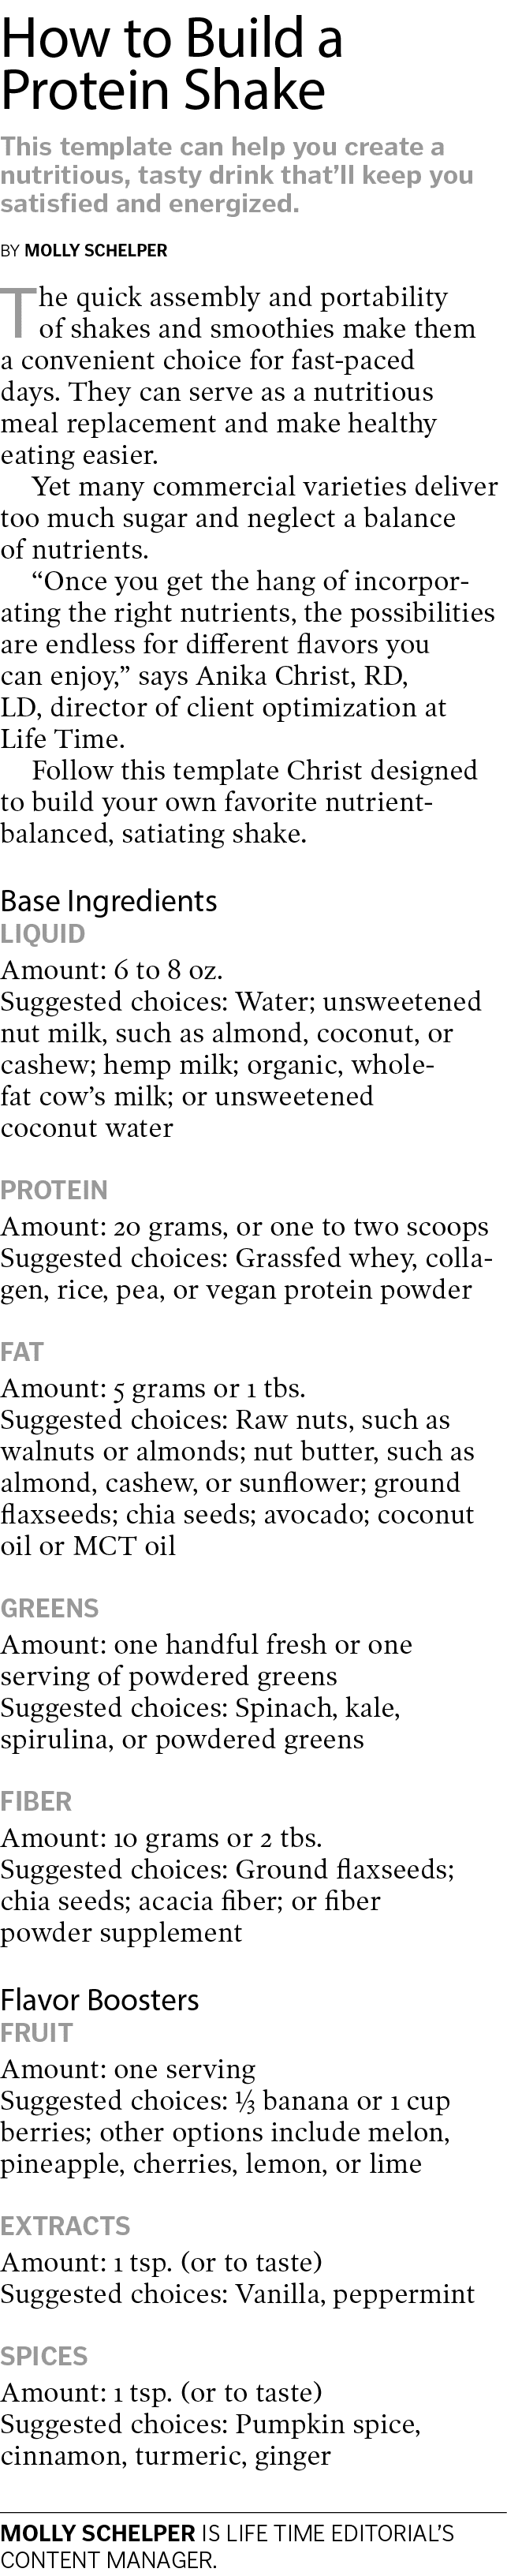 How to Build a
Protein Shake
This template can help you create a
nutritious, tasty drink that’ll keep you
satisfied and energized.
BY MOLLY SCHELPER
The quick assembly and portability
of shakes and smoothies make them
a convenient choice for fast-paced
days. They can serve as a nutritious
meal replacement and make healthy
eating easier.
Yet many commercial varieties deliver
too much sugar and neglect a balance
of nutrients.
“Once you get the hang of incorpor-
ating the right nutrients, the possibilities
are endless for different flavors you
can enjoy,” says Anika Christ, RD,
LD, director of client optimization at
Life Time.
Follow this template Christ designed
to build your own favorite nutrient-
balanced, satiating shake.
Base Ingredients
LIQUID
Amount: 6 to 8 oz.
Suggested choices: Water; unsweetened
nut milk, such as almond, coconut, or
cashew; hemp milk; organic, whole-
fat cow’s milk; or unsweetened
coconut water
PROTEIN
Amount: 20 grams, or one to two scoops
Suggested choices: Grassfed whey, colla-
gen, rice, pea, or vegan protein powder
FAT
Amount: 5 grams or 1 tbs.
Suggested choices: Raw nuts, such as
walnuts or almonds; nut butter, such as
almond, cashew, or sunflower; ground
flaxseeds; chia seeds; avocado; coconut
oil or MCT oil
GREENS
Amount: one handful fresh or one
serving of powdered greens
Suggested choices: Spinach, kale,
spirulina, or powdered greens
FIBER
Amount: 10 grams or 2 tbs.
Suggested choices: Ground flaxseeds;
chia seeds; acacia fiber; or fiber
powder supplement
Flavor Boosters
FRUIT
Amount: one serving
Suggested choices: ⅓ banana or 1 cup
berries; other options include melon,
pineapple, cherries, lemon, or lime
EXTRACTS
Amount: 1 tsp. (or to taste)
Suggested choices: Vanilla, peppermint
SPICES
Amount: 1 tsp. (or to taste)
Suggested choices: Pumpkin spice,
cinnamon, turmeric, ginger
MOLLY SCHELPER IS LIFE TIME EDITORIAL’S
CONTENT MANAGER.